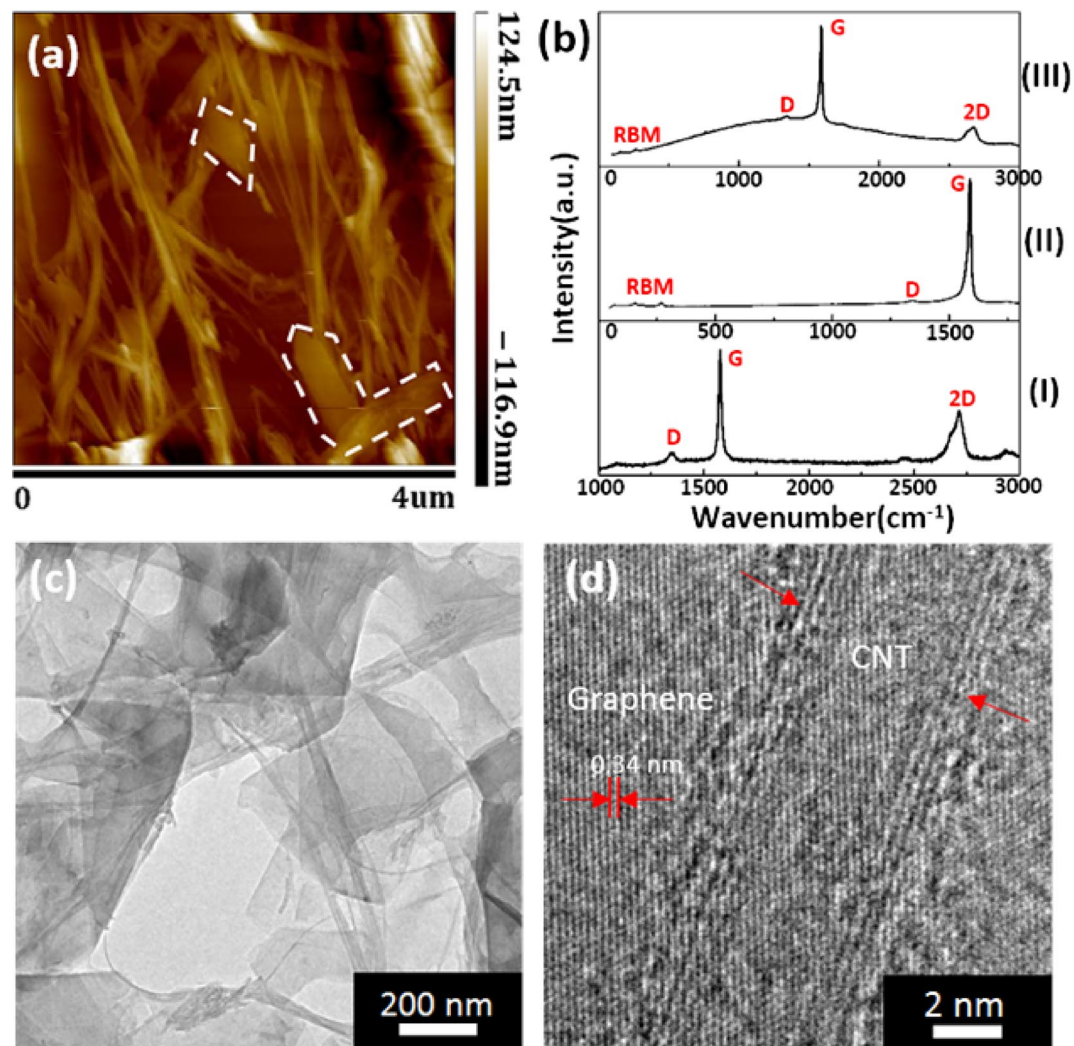 (a)
124.5nm
−116.9nm
0
4um
(b)
Intensity(a.u.)
G
D
2D
RBM
(III)
0
1000
2000
3000
G
RBM
D
(II)
0
500
1000
1500
G
D
2D
(I)
1000
1500
2000
2500
3000
Wavenumber(cm⁻¹)
(c)
200 nm
(d)
CNT
Graphene
0.34 nm
2 nm